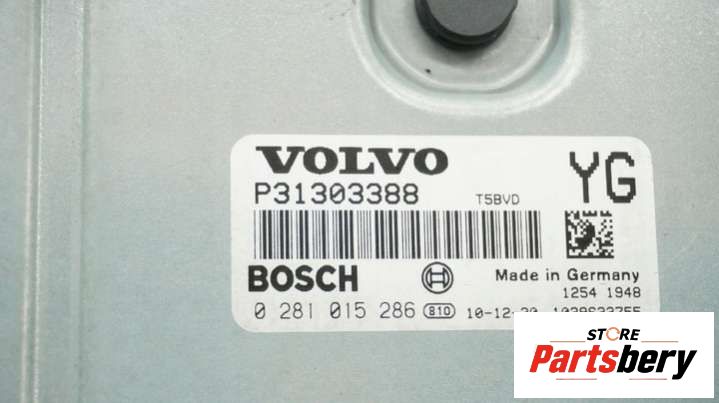 VOLVO
YG
P31303388 T5BVD
BOSCH Made in Germany
1254 1948
0 281 015 286 810
STORE
Partsbery